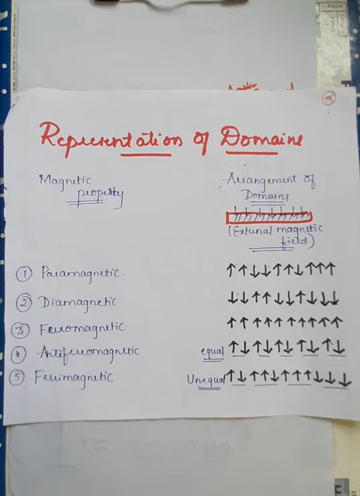 Representation of Domains
Magnetic property
Arrangement of Domains
(External magnetic field)
① Paramagnetic. ↑↑↓↓↑↑↓↑↑↑
② Diamagnetic ↓↓↑↑↓↓↑↓↓↓
③ Ferromagnetic ↑↑↑↑↑↑↑↑↑↑
④ Antiferromagnetic equal ↑↓↑↓↑↓↑↓↑↓
⑤ Ferrimagnetic Unequal ↑↓↑↑↓↑↑↑↓↓↓